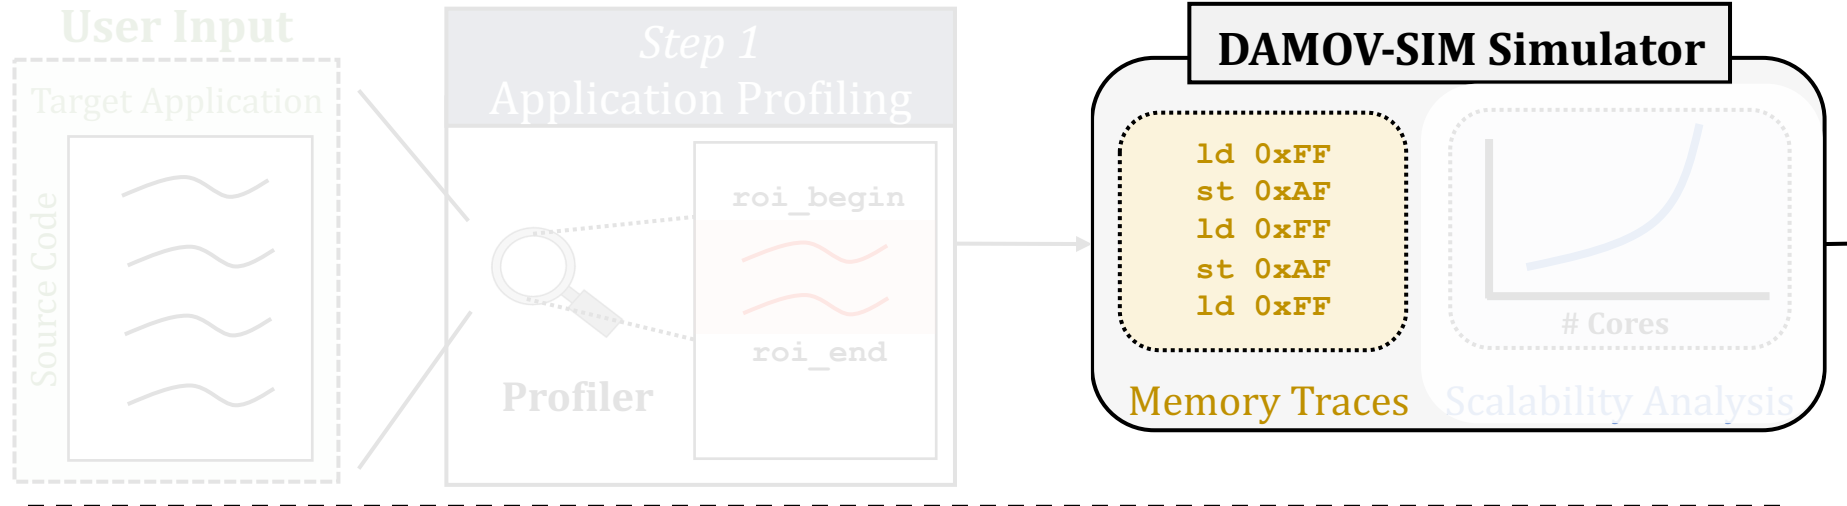 User Input
Target Application
Source Code
Step 1
Application Profiling
roi_begin
roi_end
Profiler
DAMOV-SIM Simulator
ld 0xFF
st 0xAF
ld 0xFF
st 0xAF
ld 0xFF
Memory Traces
# Cores
Scalability Analysis